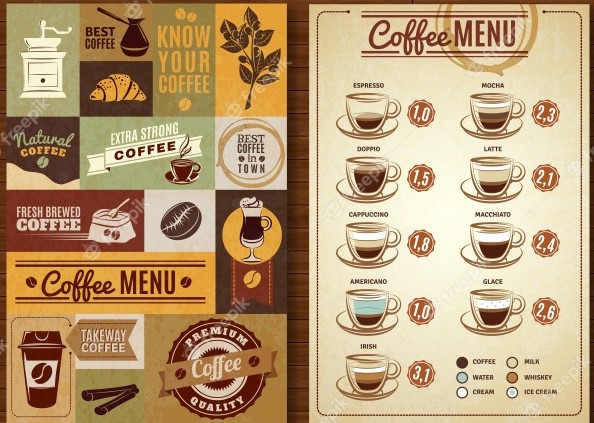 BEST
COFFEE
KNOW
YOUR
COFFEE
Natural
COFFEE
EXTRA STRONG
COFFEE
BEST
COFFEE
in
TOWN
FRESH BREWED
COFFEE
Coffee MENU
TAKEWAY
COFFEE
PREMIUM
Coffee
QUALITY
Coffee MENU
ESPRESSO
1,0
MOCHA
2,3
DOPPIO
1,5
LATTE
2,1
CAPPUCCINO
1,8
MACCHIATO
2,4
AMERICANO
1,0
GLACE
2,6
IRISH
3,1
COFFEE
MILK
WATER
WHISKEY
CREAM
ICE CREAM
freepik